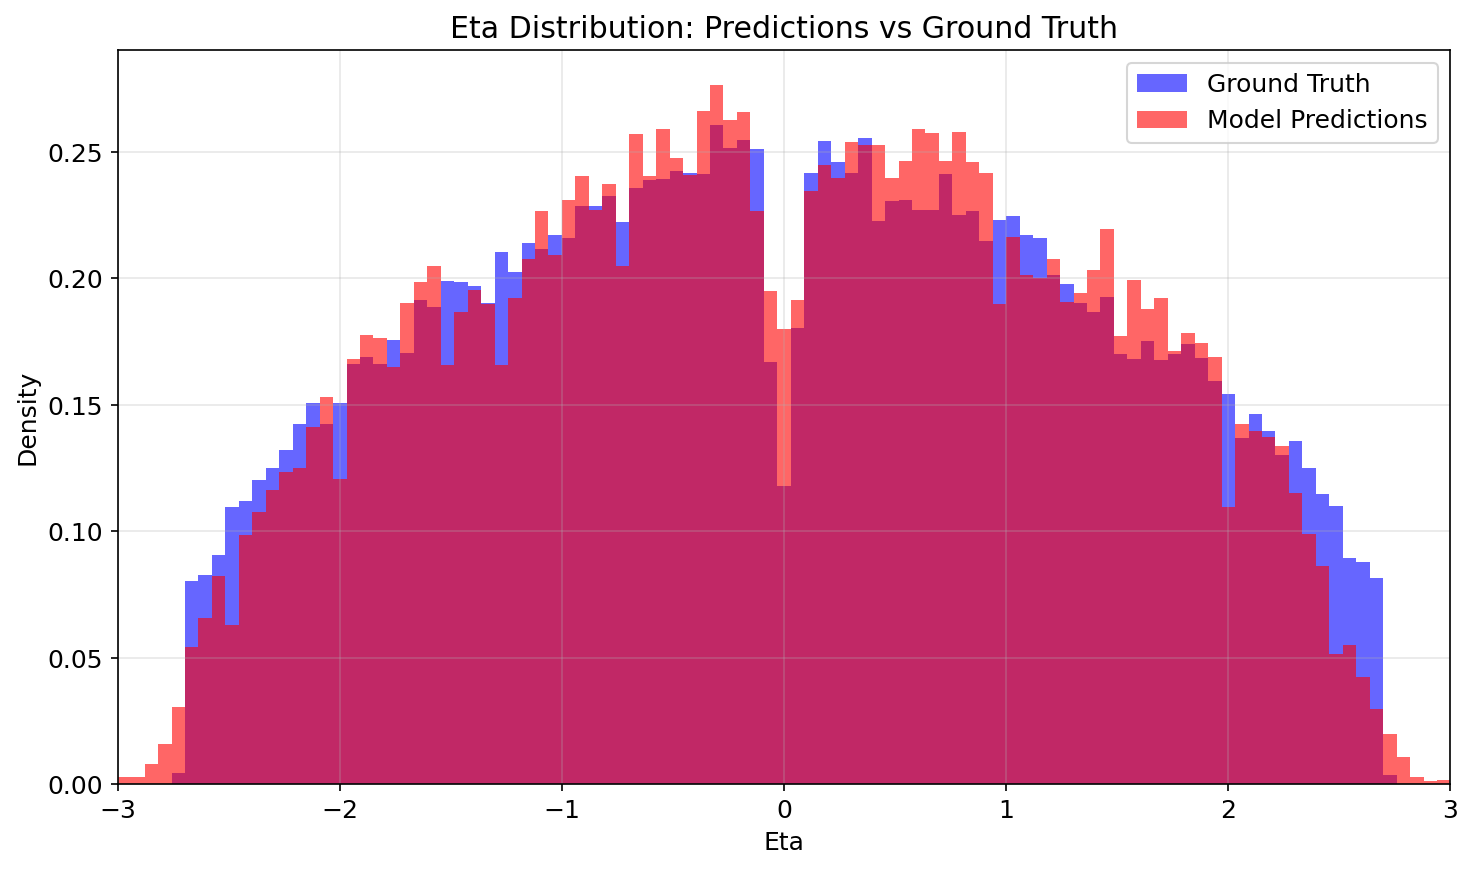 Eta Distribution: Predictions vs Ground Truth
Ground Truth
Model Predictions
Density
0.25
0.20
0.15
0.10
0.05
0.00
−3 −2 −1 0 1 2 3
Eta